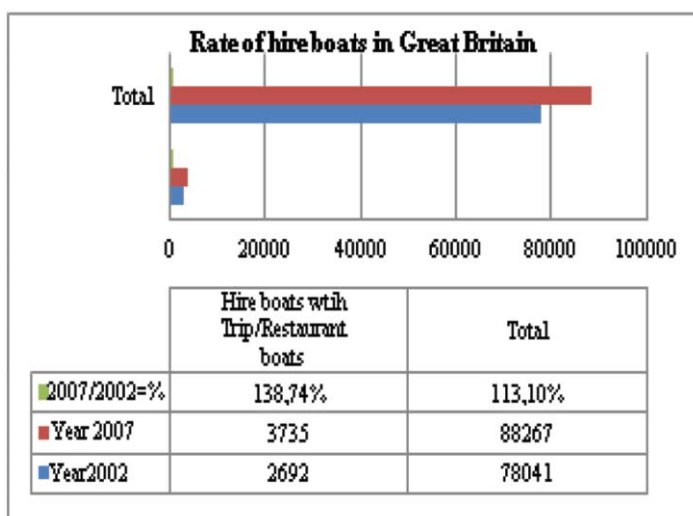 Rate of hire boats in Great Britain
Total
0 20000 40000 60000 80000 100000
Hire boats wtih
Trip/Restaurant
boats
Total
2007/2002=% 138,74% 113,10%
Year 2007 3735 88267
Year2002 2692 78041